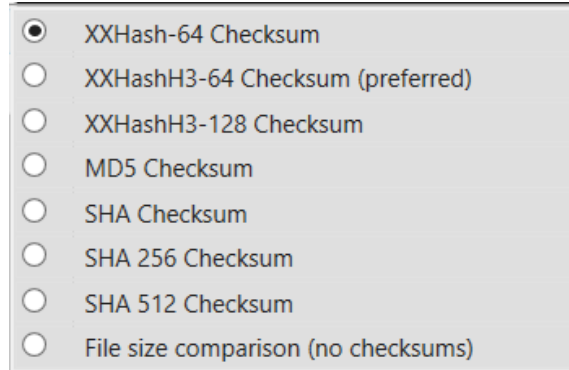 XXHash-64 Checksum
XXHashH3-64 Checksum (preferred)
XXHashH3-128 Checksum
MD5 Checksum
SHA Checksum
SHA 256 Checksum
SHA 512 Checksum
File size comparison (no checksums)